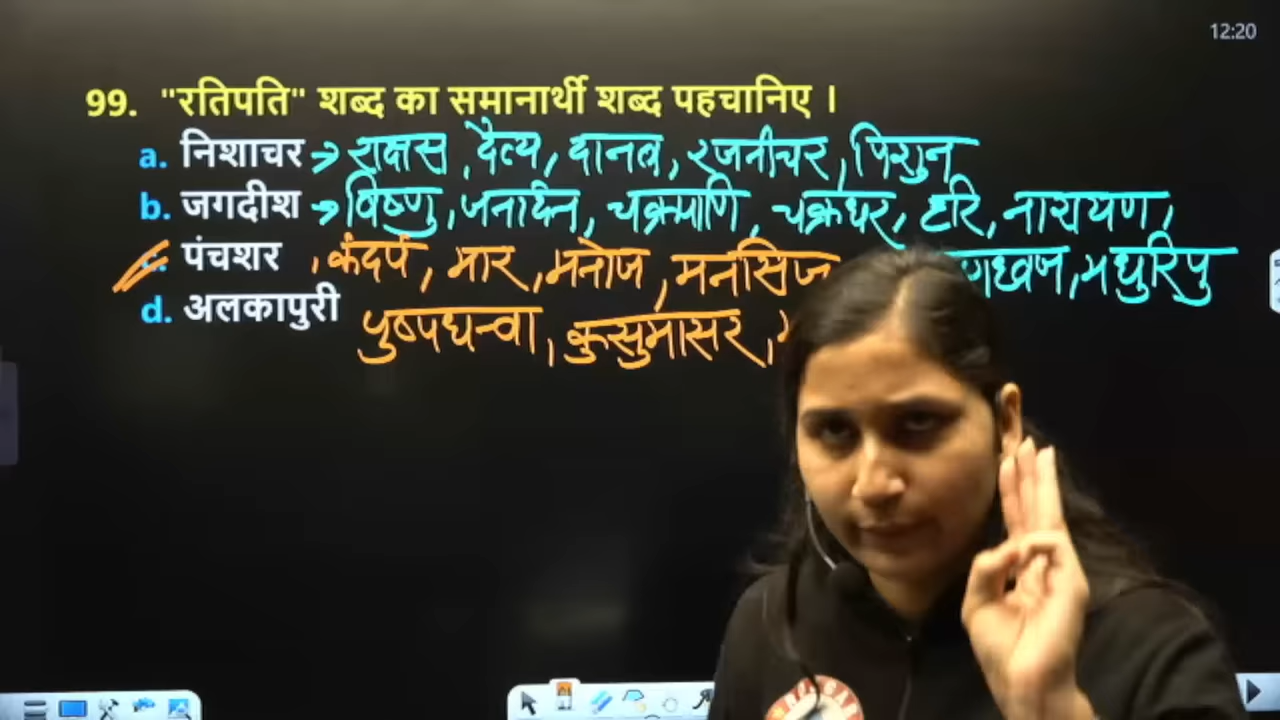 12:20
99. "रतिपति" शब्द का समानार्थी शब्द पहचानिए ।
a. निशाचर → राक्षस, दैत्य, दानव, रजनीचर, पिशुन
b. जगदीश → विष्णु, जनार्दन, चक्रपाणि, चक्रधर, हरि, नारायण,
c. पंचशर , कंदर्प, मार, मनोज, मनसिज मधुरिपु
d. अलकापुरी
पुष्पधन्वा, कुसुमासर,